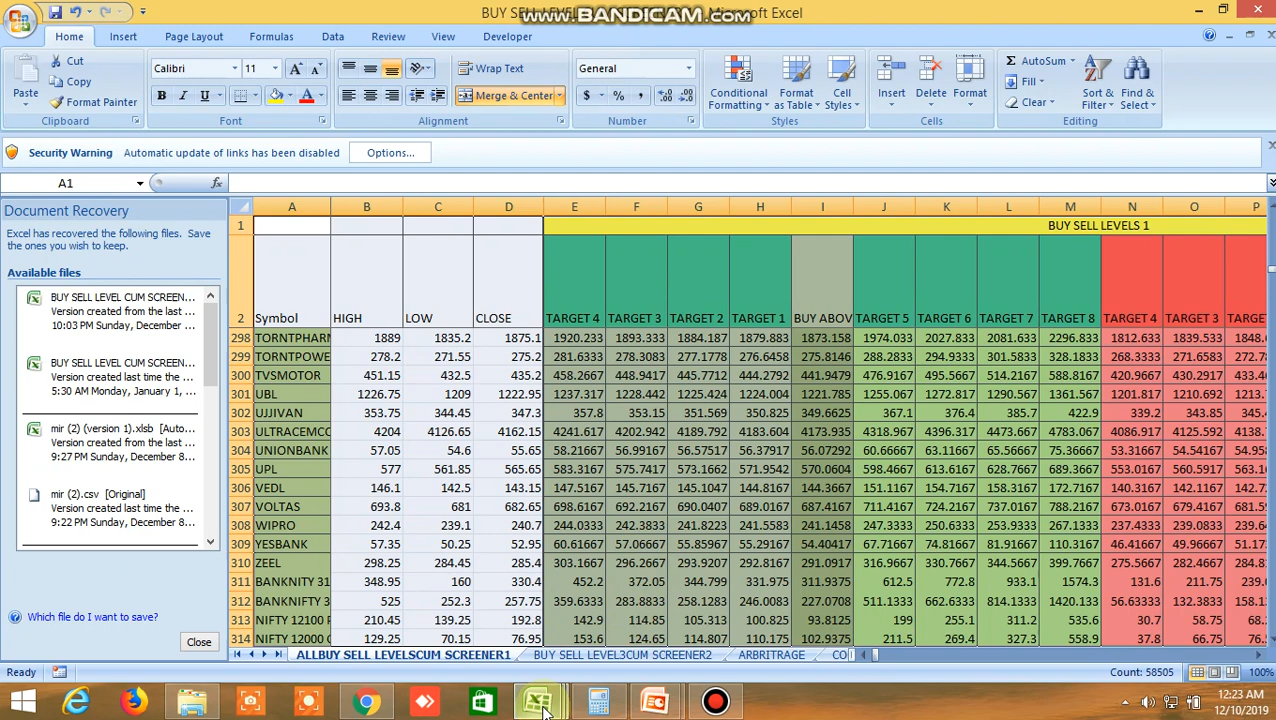 BUY SELL LEVEL
www.BANDICAM.com
Microsoft Excel
Home Insert Page Layout Formulas Data Review View Developer
Paste
Cut
Copy
Format Painter
Clipboard
Calibri 11
B I U
Font
Wrap Text
Merge & Center
Alignment
General
$ % ,
Number
Conditional Formatting
Format as Table
Cell Styles
Styles
Insert Delete Format
Cells
Σ AutoSum
Fill
Clear
Sort & Filter
Find & Select
Editing
Security Warning Automatic update of links has been disabled Options...
A1 fx
Document Recovery
Excel has recovered the following files. Save
the ones you wish to keep.
Available files
BUY SELL LEVEL CUM SCREEN...
Version created from the last ...
10:03 PM Sunday, December ...
BUY SELL LEVEL CUM SCREEN...
Version created last time the ...
5:30 AM Monday, January 1, ...
mir (2) (version 1).xlsb [Auto...
Version created from the last ...
9:27 PM Sunday, December 8...
mir (2).csv [Original]
Version created last time the ...
9:22 PM Sunday, December 8...
Which file do I want to save?
Close
A B C D E F G H I J K L M N O P
1 BUY SELL LEVELS 1
2 Symbol HIGH LOW CLOSE TARGET 4 TARGET 3 TARGET 2 TARGET 1 BUY ABOV TARGET 5 TARGET 6 TARGET 7 TARGET 8 TARGET 4 TARGET 3 TARGET
298 TORNTPHARM 1889 1835.2 1875.1 1920.233 1893.333 1884.187 1879.883 1873.158 1974.033 2027.833 2081.633 2296.833 1812.633 1839.533 1848.6
299 TORNTPOWE 278.2 271.55 275.2 281.6333 278.3083 277.1778 276.6458 275.8146 288.2833 294.9333 301.5833 328.1833 268.3333 271.6583 272.7
300 TVSMOTOR 451.15 432.5 435.2 458.2667 448.9417 445.7712 444.2792 441.9479 476.9167 495.5667 514.2167 588.8167 420.9667 430.2917 433.4
301 UBL 1226.75 1209 1222.95 1237.317 1228.442 1225.424 1224.004 1221.785 1255.067 1272.817 1290.567 1361.567 1201.817 1210.692 1213.
302 UJJIVAN 353.75 344.45 347.3 357.8 353.15 351.569 350.825 349.6625 367.1 376.4 385.7 422.9 339.2 343.85 345.4
303 ULTRACEMCO 4204 4126.65 4162.15 4241.617 4202.942 4189.792 4183.604 4173.935 4318.967 4396.317 4473.667 4783.067 4086.917 4125.592 4138.7
304 UNIONBANK 57.05 54.6 55.65 58.21667 56.99167 56.57517 56.37917 56.07292 60.66667 63.11667 65.56667 75.36667 53.31667 54.54167 54.95
305 UPL 577 561.85 565.65 583.3167 575.7417 573.1662 571.9542 570.0604 598.4667 613.6167 628.7667 689.3667 553.0167 560.5917 563.1
306 VEDL 146.1 142.5 143.15 147.5167 145.7167 145.1047 144.8167 144.3667 151.1167 154.7167 158.3167 172.7167 140.3167 142.1167 142.7
307 VOLTAS 693.8 681 682.65 698.6167 692.2167 690.0407 689.0167 687.4167 711.4167 724.2167 737.0167 788.2167 673.0167 679.4167 681.5
308 WIPRO 242.4 239.1 240.7 244.0333 242.3833 241.8223 241.5583 241.1458 247.3333 250.6333 253.9333 267.1333 237.4333 239.0833 239.6
309 YESBANK 57.35 50.25 52.95 60.61667 57.06667 55.85967 55.29167 54.40417 67.71667 74.81667 81.91667 110.3167 46.41667 49.96667 51.17
310 ZEEL 298.25 284.45 285.4 303.1667 296.2667 293.9207 292.8167 291.0917 316.9667 330.7667 344.5667 399.7667 275.5667 282.4667 284.8
311 BANKNITY 31 348.95 160 330.4 452.2 372.05 344.799 331.975 311.9375 612.5 772.8 933.1 1574.3 131.6 211.75 239.
312 BANKNIFTY 3 525 252.3 257.75 359.6333 283.8833 258.1283 246.0083 227.0708 511.1333 662.6333 814.1333 1420.133 56.63333 132.3833 158.1
313 NIFTY 12100 P 210.45 139.25 192.8 142.9 114.85 105.313 100.825 93.8125 199 255.1 311.2 535.6 30.7 58.75 68.
314 NIFTY 12000 C 129.25 70.15 76.95 153.6 124.65 114.807 110.175 102.9375 211.5 269.4 327.3 558.9 37.8 66.75 76.
ALLBUY SELL LEVELSCUM SCREENER1 BUY SELL LEVEL3CUM SCREENER2 ARBITRAGE CO
Ready Count: 58505 100%
12:23 AM
12/10/2019